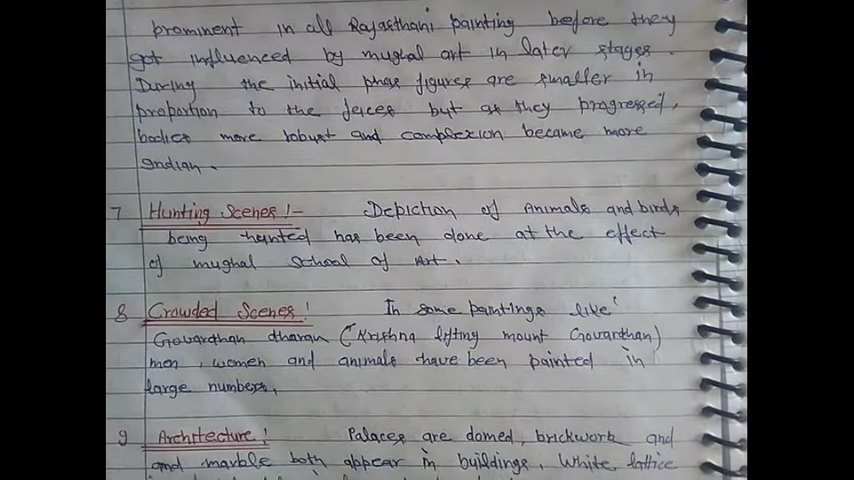 prominent in all Rajasthani painting before they
got influenced by mughal art in later stages.
During the initial phas figures are smaller in
proportion to the feices but as they progressed,
bodies more robust and complexion became more
Indian.
7 Hunting Scenes!- Depiction of Animals and birds
being hunted has been done at the effect
of mughal School of Art.
8 Crowded Scenes! In some paintings like'
Govardhan dharan (Krishna lifting mount Govardhan)
men, women and animals have been painted in
large numbers,
9 Architecture! Palaces are domed, brickwork and
and marble both appear in buildings. White lattice